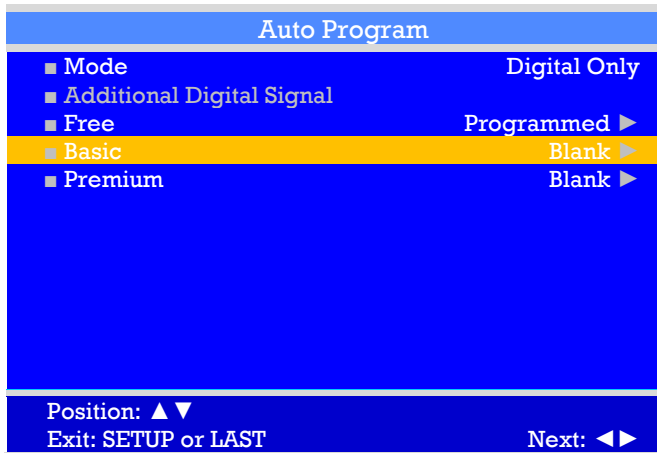 Auto Program
■ Mode Digital Only
■ Additional Digital Signal
■ Free Programmed ►
■ Basic Blank ►
■ Premium Blank ►
Position: ▲▼
Exit: SETUP or LAST Next: ◄►